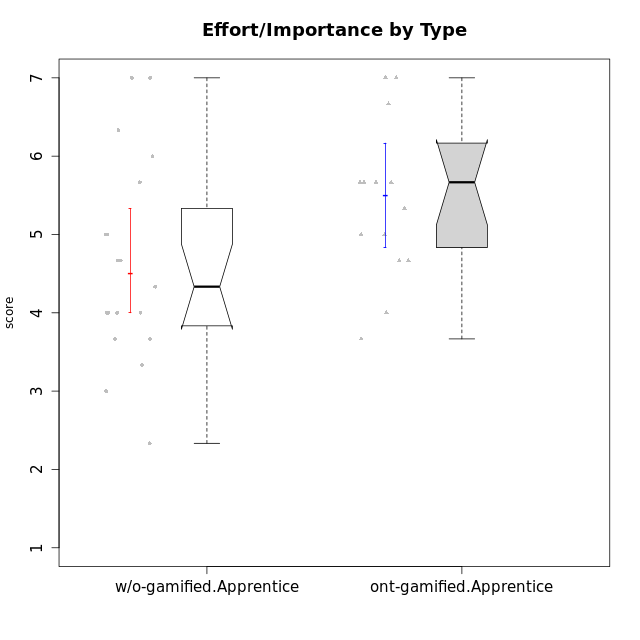 Effort/Importance by Type
7
6
5
4
3
2
1
score
w/o-gamified.Apprentice
ont-gamified.Apprentice